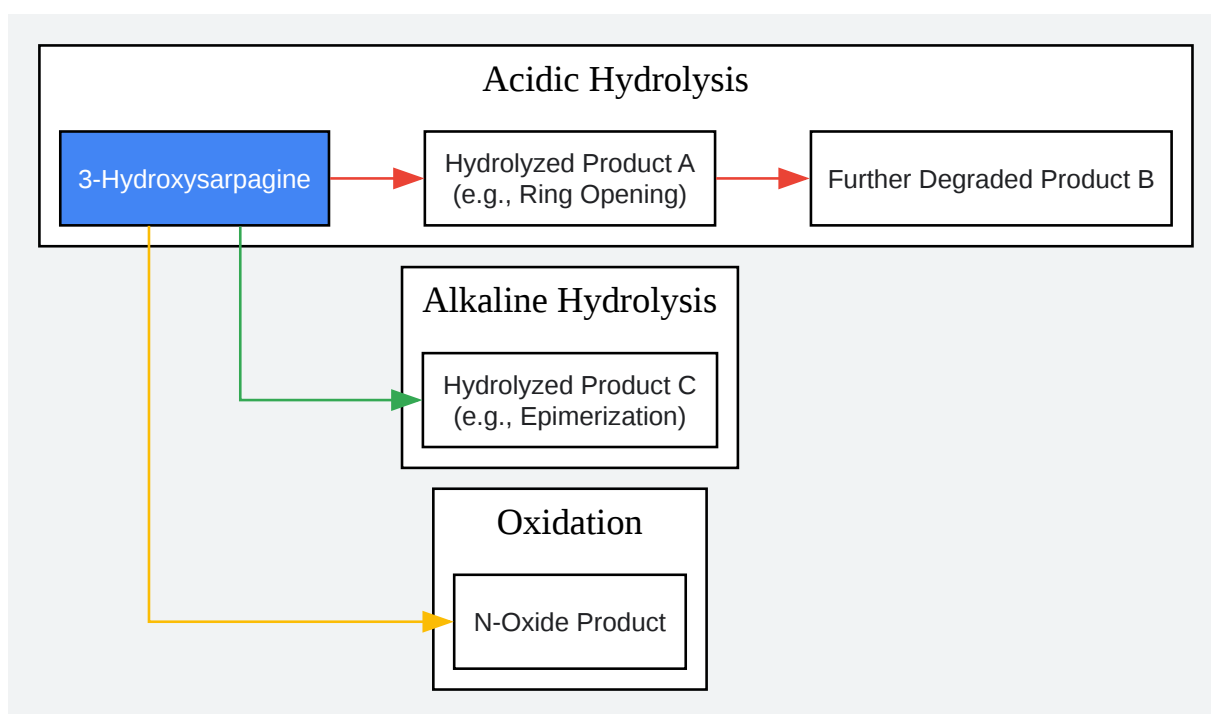 Acidic Hydrolysis
3-Hydroxysarpagine
Hydrolyzed Product A
(e.g., Ring Opening)
Further Degraded Product B
Alkaline Hydrolysis
Hydrolyzed Product C
(e.g., Epimerization)
Oxidation
N-Oxide Product